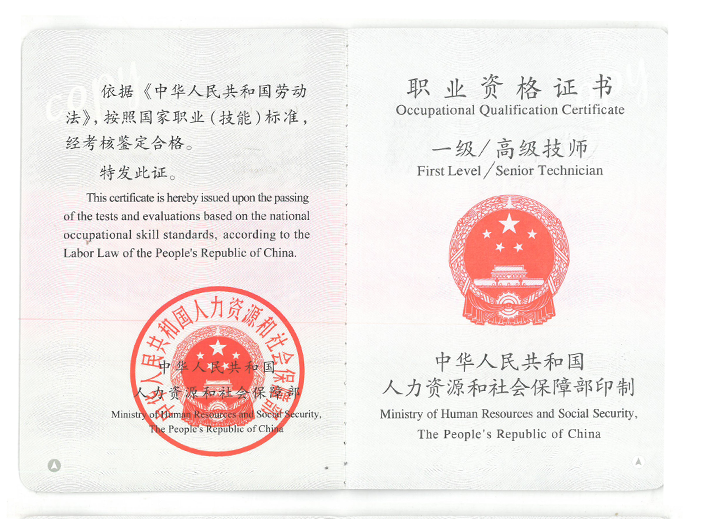 依据《中华人民共和国劳动
法》，按照国家职业（技能）标准，
经考核鉴定合格。
特发此证。
This certificate is hereby issued upon the passing
of the tests and evaluations based on the national
occupational skill standards, according to the
Labor Law of the People's Republic of China.
中华人民共和国人力资源和社会保障部
中华人民共和国
人力资源和社会保障部
Ministry of Human Resources and Social Security,
The People's Republic of China
copy
职业资格证书
Occupational Qualification Certificate
一级/高级技师
First Level/Senior Technician
中华人民共和国
人力资源和社会保障部印制
Ministry of Human Resources and Social Security,
The People's Republic of China